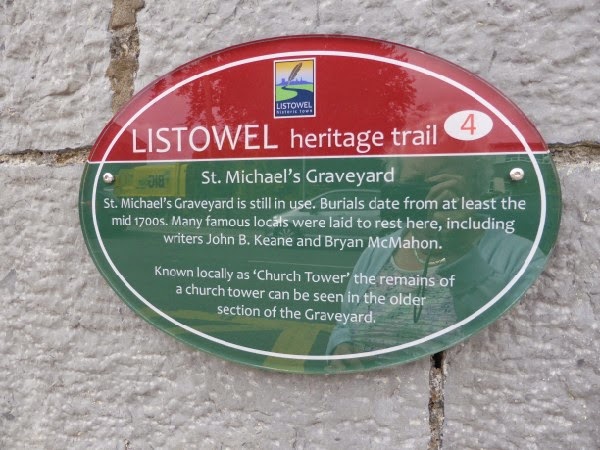 LISTOWEL
historic town
LISTOWEL heritage trail 4
St. Michael's Graveyard
St. Michael's Graveyard is still in use. Burials date from at least the
mid 1700s. Many famous locals were laid to rest here, including
writers John B. Keane and Bryan McMahon.
Known locally as 'Church Tower' the remains of
a church tower can be seen in the older
section of the Graveyard.